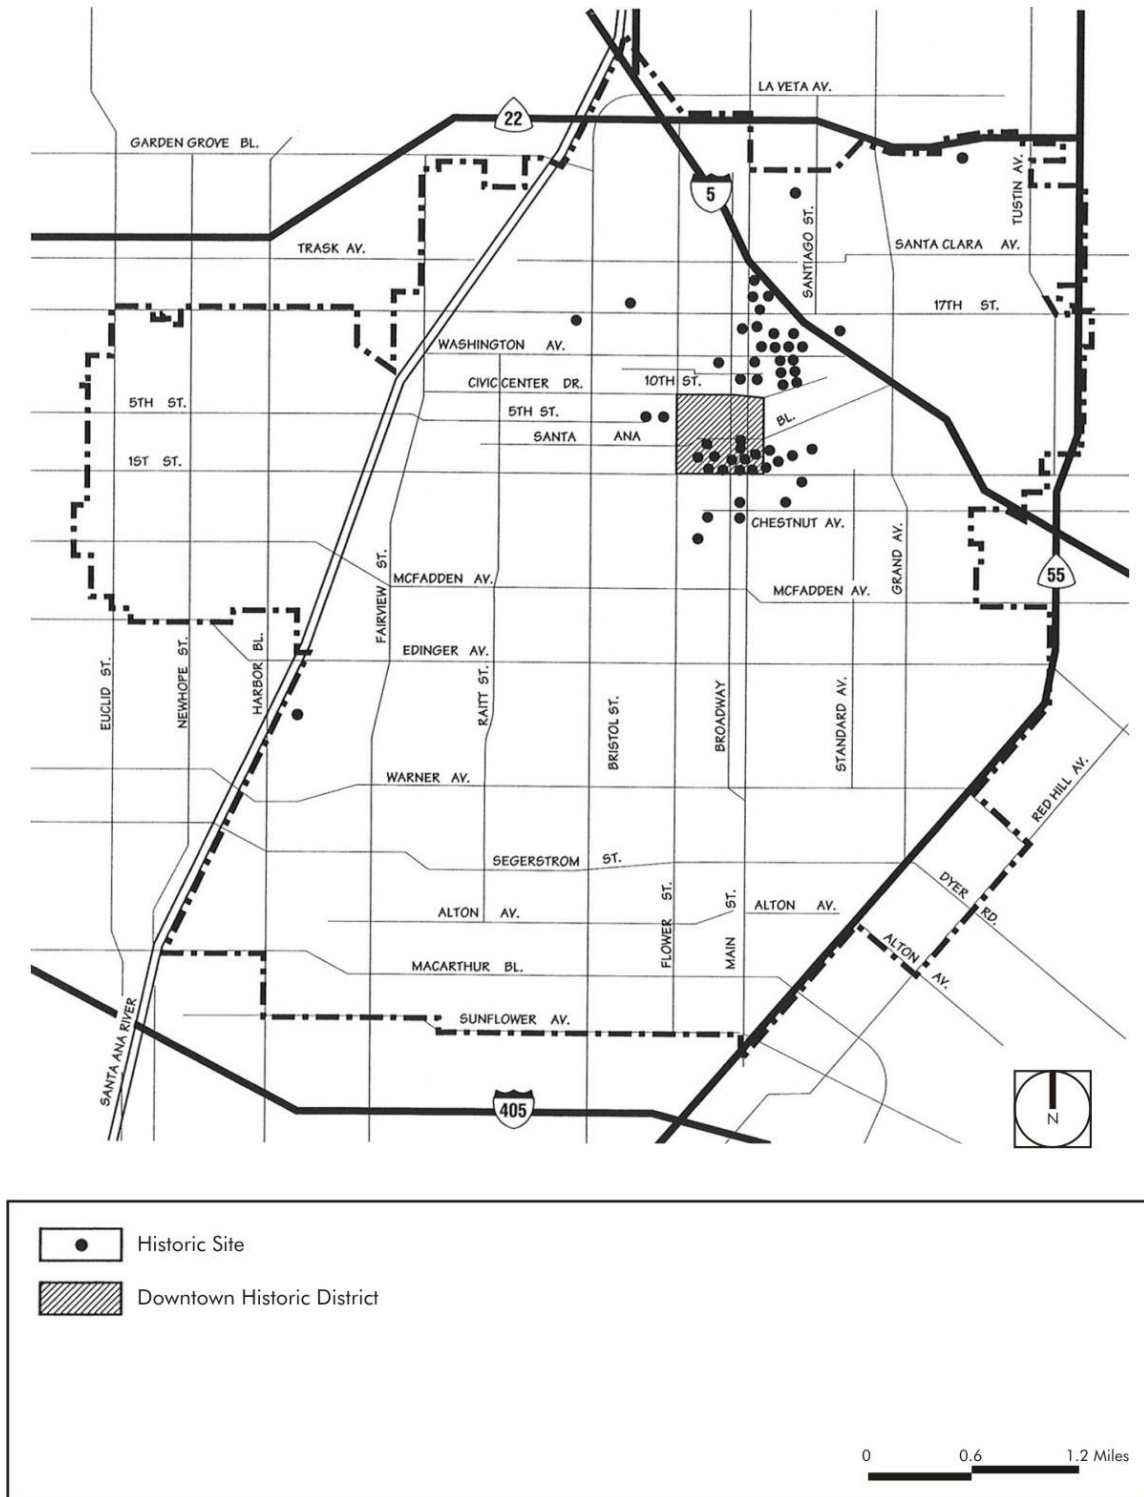 LA VETA AV.
22
GARDEN GROVE BL.
5
TUSTIN AV.
SANTIAGO ST.
TRASK AV.
SANTA CLARA AV.
17TH ST.
WASHINGTON AV.
CIVIC CENTER DR.
10TH ST.
5TH ST.
5TH ST.
SANTA ANA BL.
1ST ST.
CHESTNUT AV.
FAIRVIEW ST.
GRAND AV.
MCFADDEN AV.
MCFADDEN AV.
55
EDINGER AV.
EUCLID ST.
NEWHOPE ST.
HARBOR BL.
RAITT ST.
BRISTOL ST.
BROADWAY
STANDARD AV.
WARNER AV.
RED HILL AV.
SEGERSTROM ST.
DYER RD.
FLOWER ST.
MAIN ST.
ALTON AV.
ALTON AV.
ALTON AV.
MACARTHUR BL.
SUNFLOWER AV.
SANTA ANA RIVER
405
N
Historic Site
Downtown Historic District
0 0.6 1.2 Miles